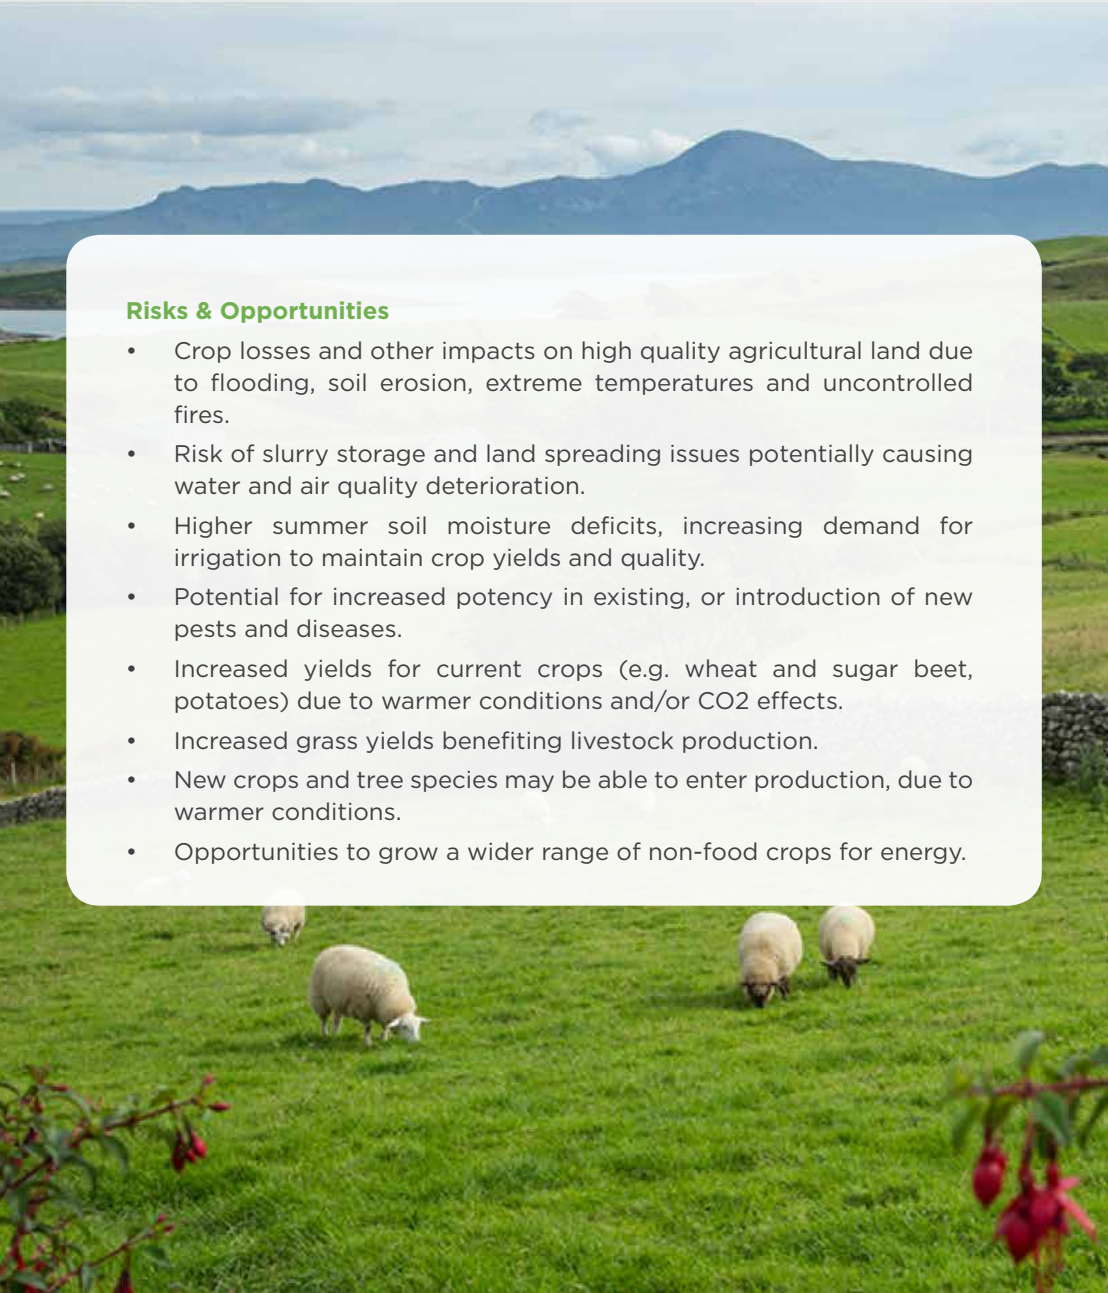 Risks & Opportunities
• Crop losses and other impacts on high quality agricultural land due
to flooding, soil erosion, extreme temperatures and uncontrolled
fires.
• Risk of slurry storage and land spreading issues potentially causing
water and air quality deterioration.
• Higher summer soil moisture deficits, increasing demand for
irrigation to maintain crop yields and quality.
• Potential for increased potency in existing, or introduction of new
pests and diseases.
• Increased yields for current crops (e.g. wheat and sugar beet,
potatoes) due to warmer conditions and/or CO2 effects.
• Increased grass yields benefiting livestock production.
• New crops and tree species may be able to enter production, due to
warmer conditions.
• Opportunities to grow a wider range of non-food crops for energy.